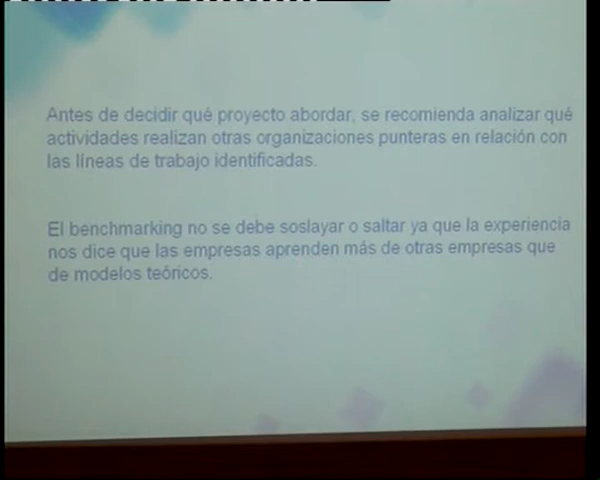 Antes de decidir qué proyecto abordar, se recomienda analizar qué
actividades realizan otras organizaciones punteras en relación con
las líneas de trabajo identificadas.
El benchmarking no se debe soslayar o saltar ya que la experiencia
nos dice que las empresas aprenden más de otras empresas que
de modelos teóricos.